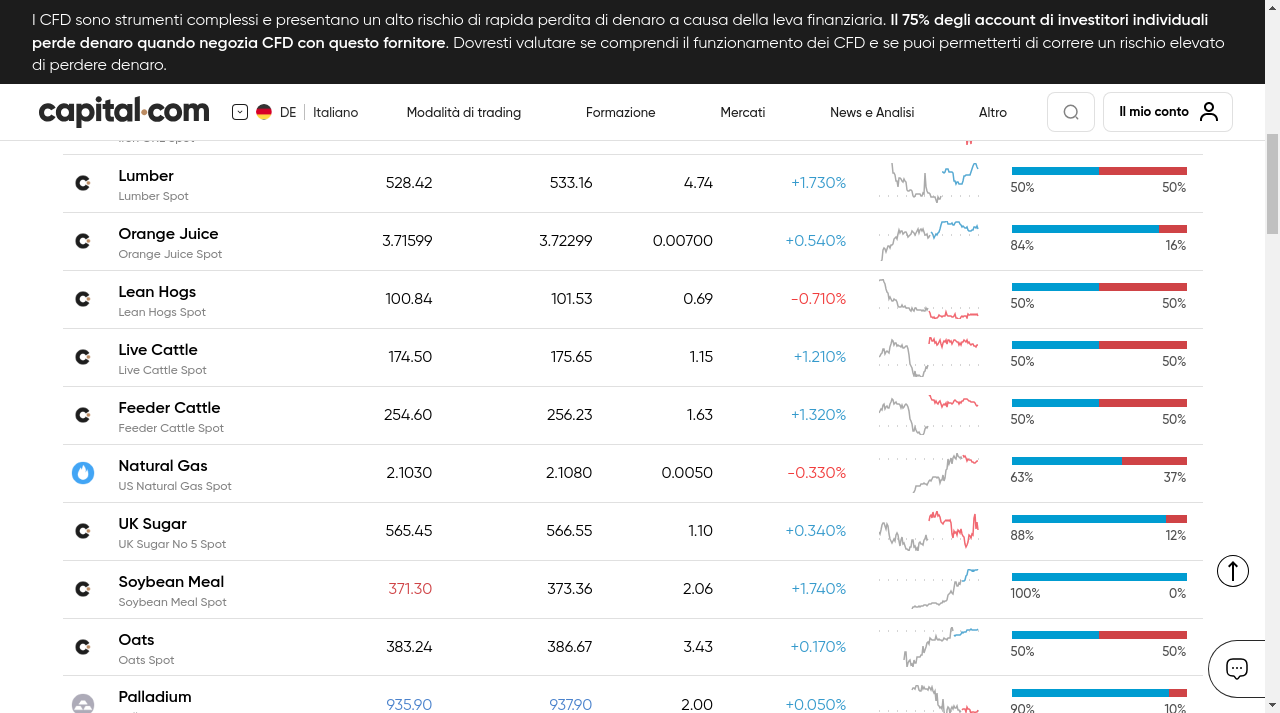 I CFD sono strumenti complessi e presentano un alto rischio di rapida perdita di denaro a causa della leva finanziaria. Il 75% degli account di investitori individuali
perde denaro quando negozia CFD con questo fornitore. Dovresti valutare se comprendi il funzionamento dei CFD e se puoi permetterti di correre un rischio elevato
di perdere denaro.
capital.com DE Italiano Modalità di trading Formazione Mercati News e Analisi Altro Il mio conto
Lumber 528.42 533.16 4.74 +1.730%
Lumber Spot 50% 50%
Orange Juice 3.71599 3.72299 0.00700 +0.540%
Orange Juice Spot 84% 16%
Lean Hogs 100.84 101.53 0.69 -0.710%
Lean Hogs Spot 50% 50%
Live Cattle 174.50 175.65 1.15 +1.210%
Live Cattle Spot 50% 50%
Feeder Cattle 254.60 256.23 1.63 +1.320%
Feeder Cattle Spot 50% 50%
Natural Gas 2.1030 2.1080 0.0050 -0.330%
US Natural Gas Spot 63% 37%
UK Sugar 565.45 566.55 1.10 +0.340%
UK Sugar No 5 Spot 88% 12%
Soybean Meal 371.30 373.36 2.06 +1.740%
Soybean Meal Spot 100% 0%
Oats 383.24 386.67 3.43 +0.170%
Oats Spot 50% 50%
Palladium 935.90 937.90 2.00 +0.050%
90% 10%